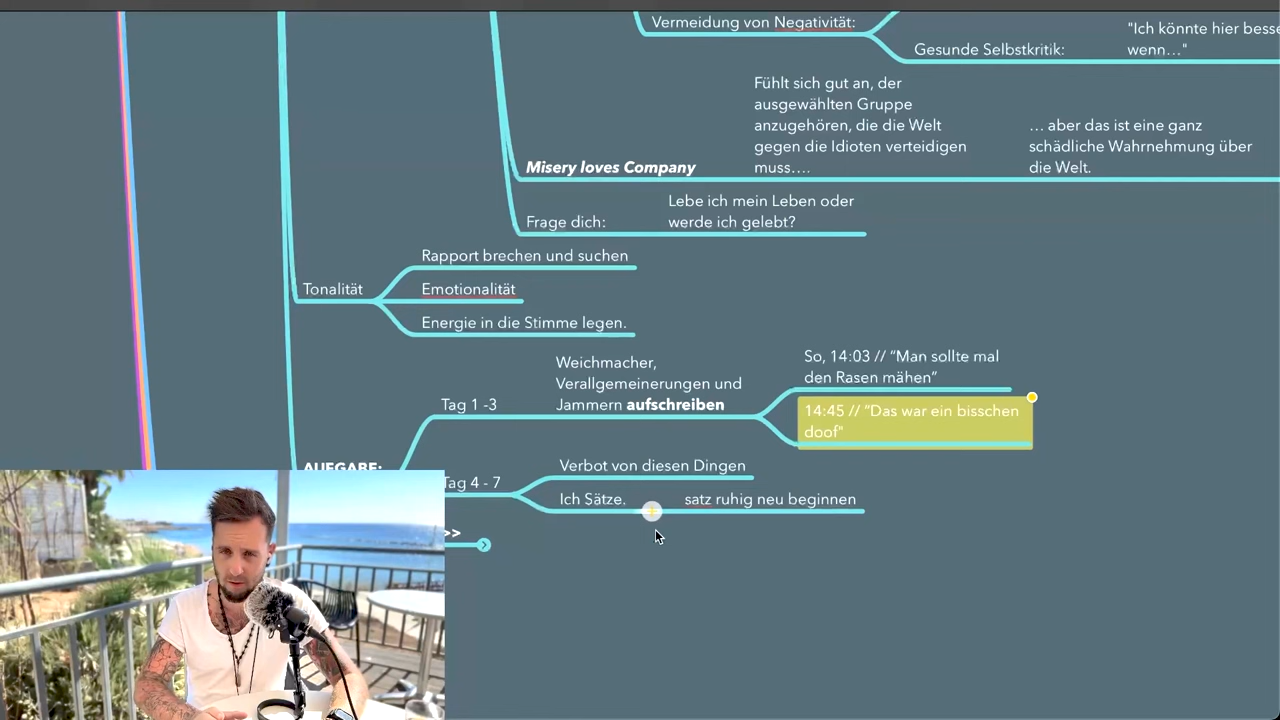 Vermeidung von Negativität:
"Ich könnte hier besse
wenn…"
Gesunde Selbstkritik:
Fühlt sich gut an, der
ausgewählten Gruppe
anzugehören, die die Welt
gegen die Idioten verteidigen
muss….
… aber das ist eine ganz
schädliche Wahrnehmung über
die Welt.
Misery loves Company
Lebe ich mein Leben oder
werde ich gelebt?
Frage dich:
Rapport brechen und suchen
Tonalität
Emotionalität
Energie in die Stimme legen.
Weichmacher,
Verallgemeinerungen und
Jammern aufschreiben
Tag 1 -3
So, 14:03 // “Man sollte mal
den Rasen mähen”
14:45 // “Das war ein bisschen
doof"
AUFGABE:
Tag 4 - 7
Verbot von diesen Dingen
Ich Sätze.
satz ruhig neu beginnen
>>